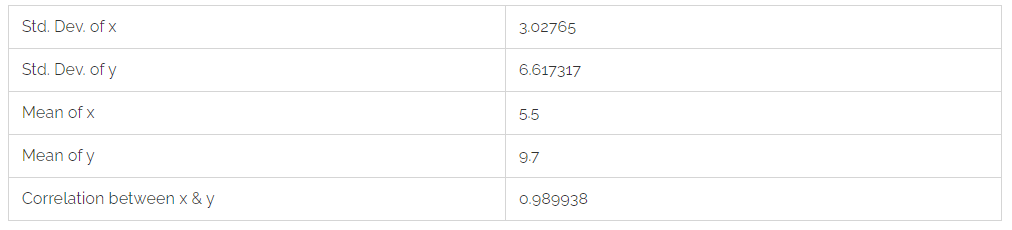 Std. Dev. of x 3.02765
Std. Dev. of y 6.617317
Mean of x 5.5
Mean of y 9.7
Correlation between x & y 0.989938